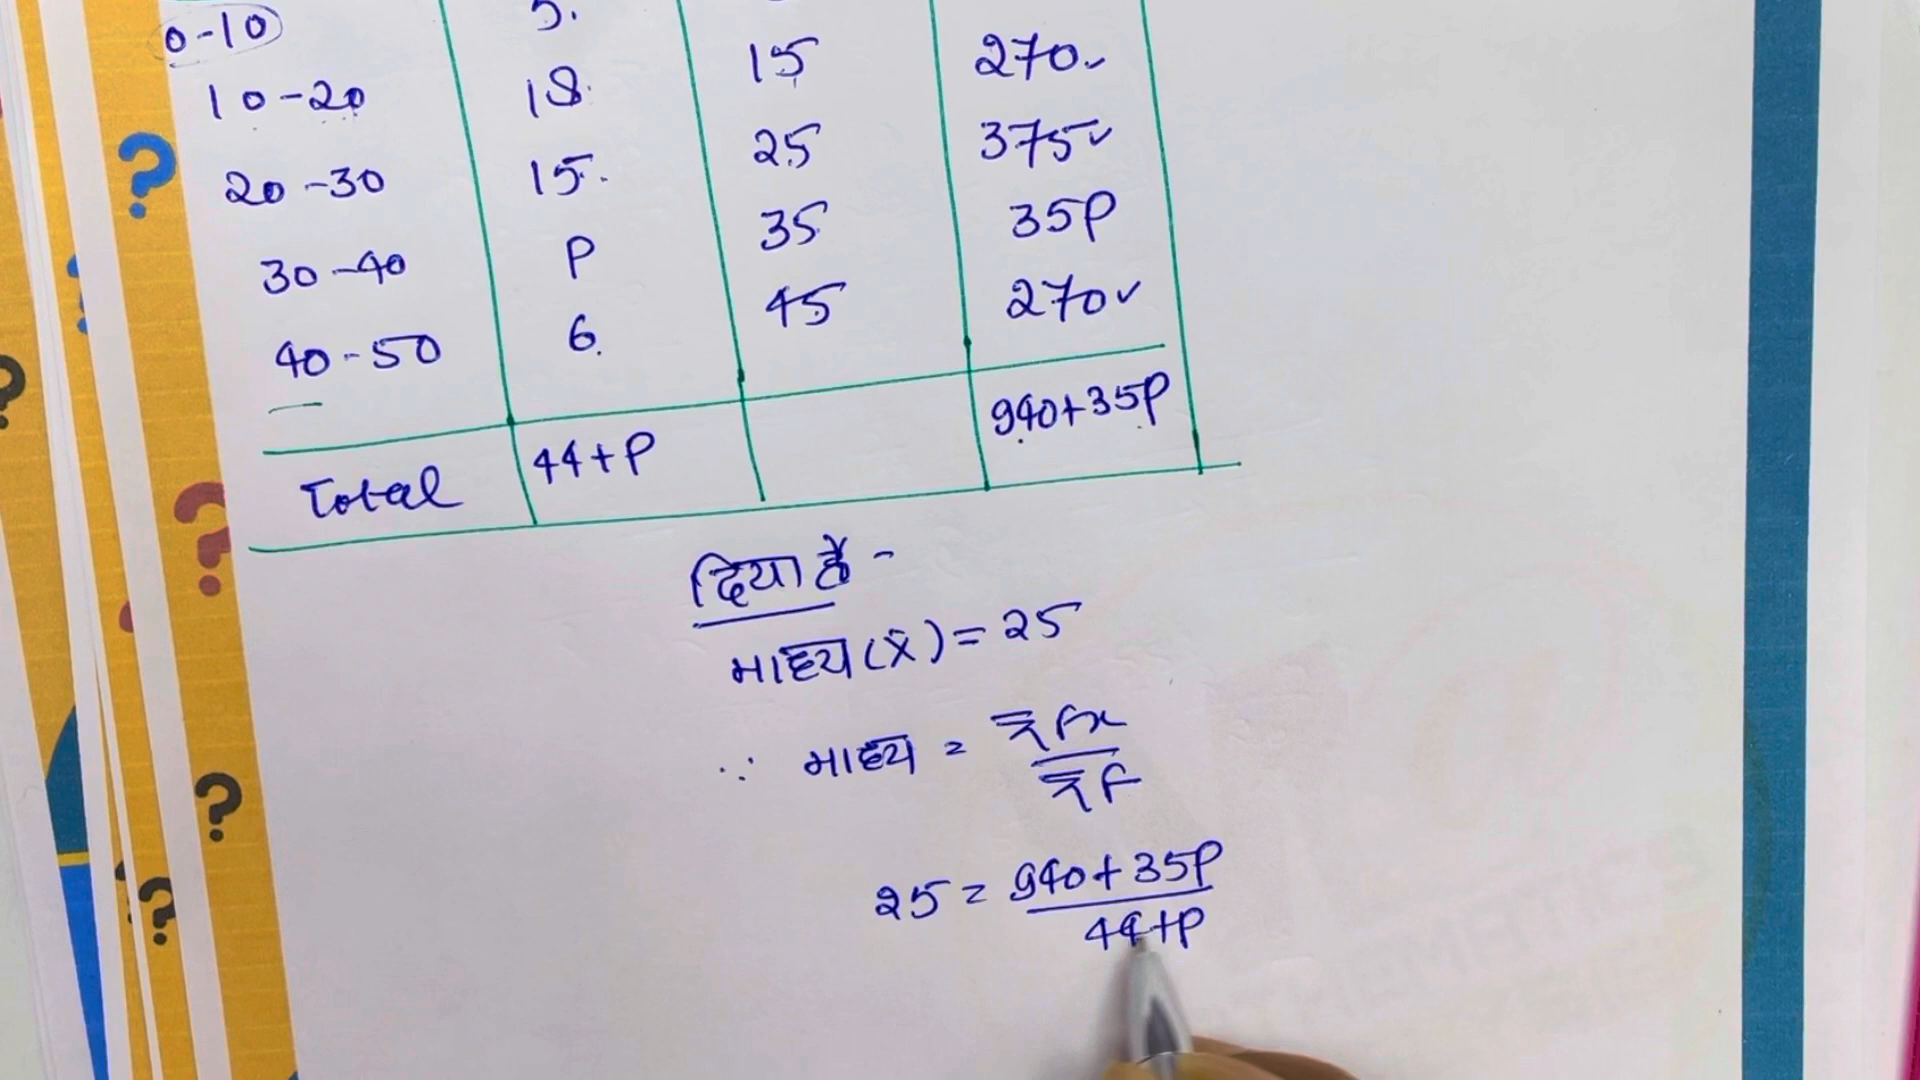 0-10 5.
10-20 18. 15 270✓
20-30 15. 25 375✓
30-40 P 35 35P
40-50 6. 45 270✓
Total 44+P 940+35P
दिया है -
माध्य (x̄) = 25
∵ माध्य = Σfx / Σf
25 = 940+35P / 44+P